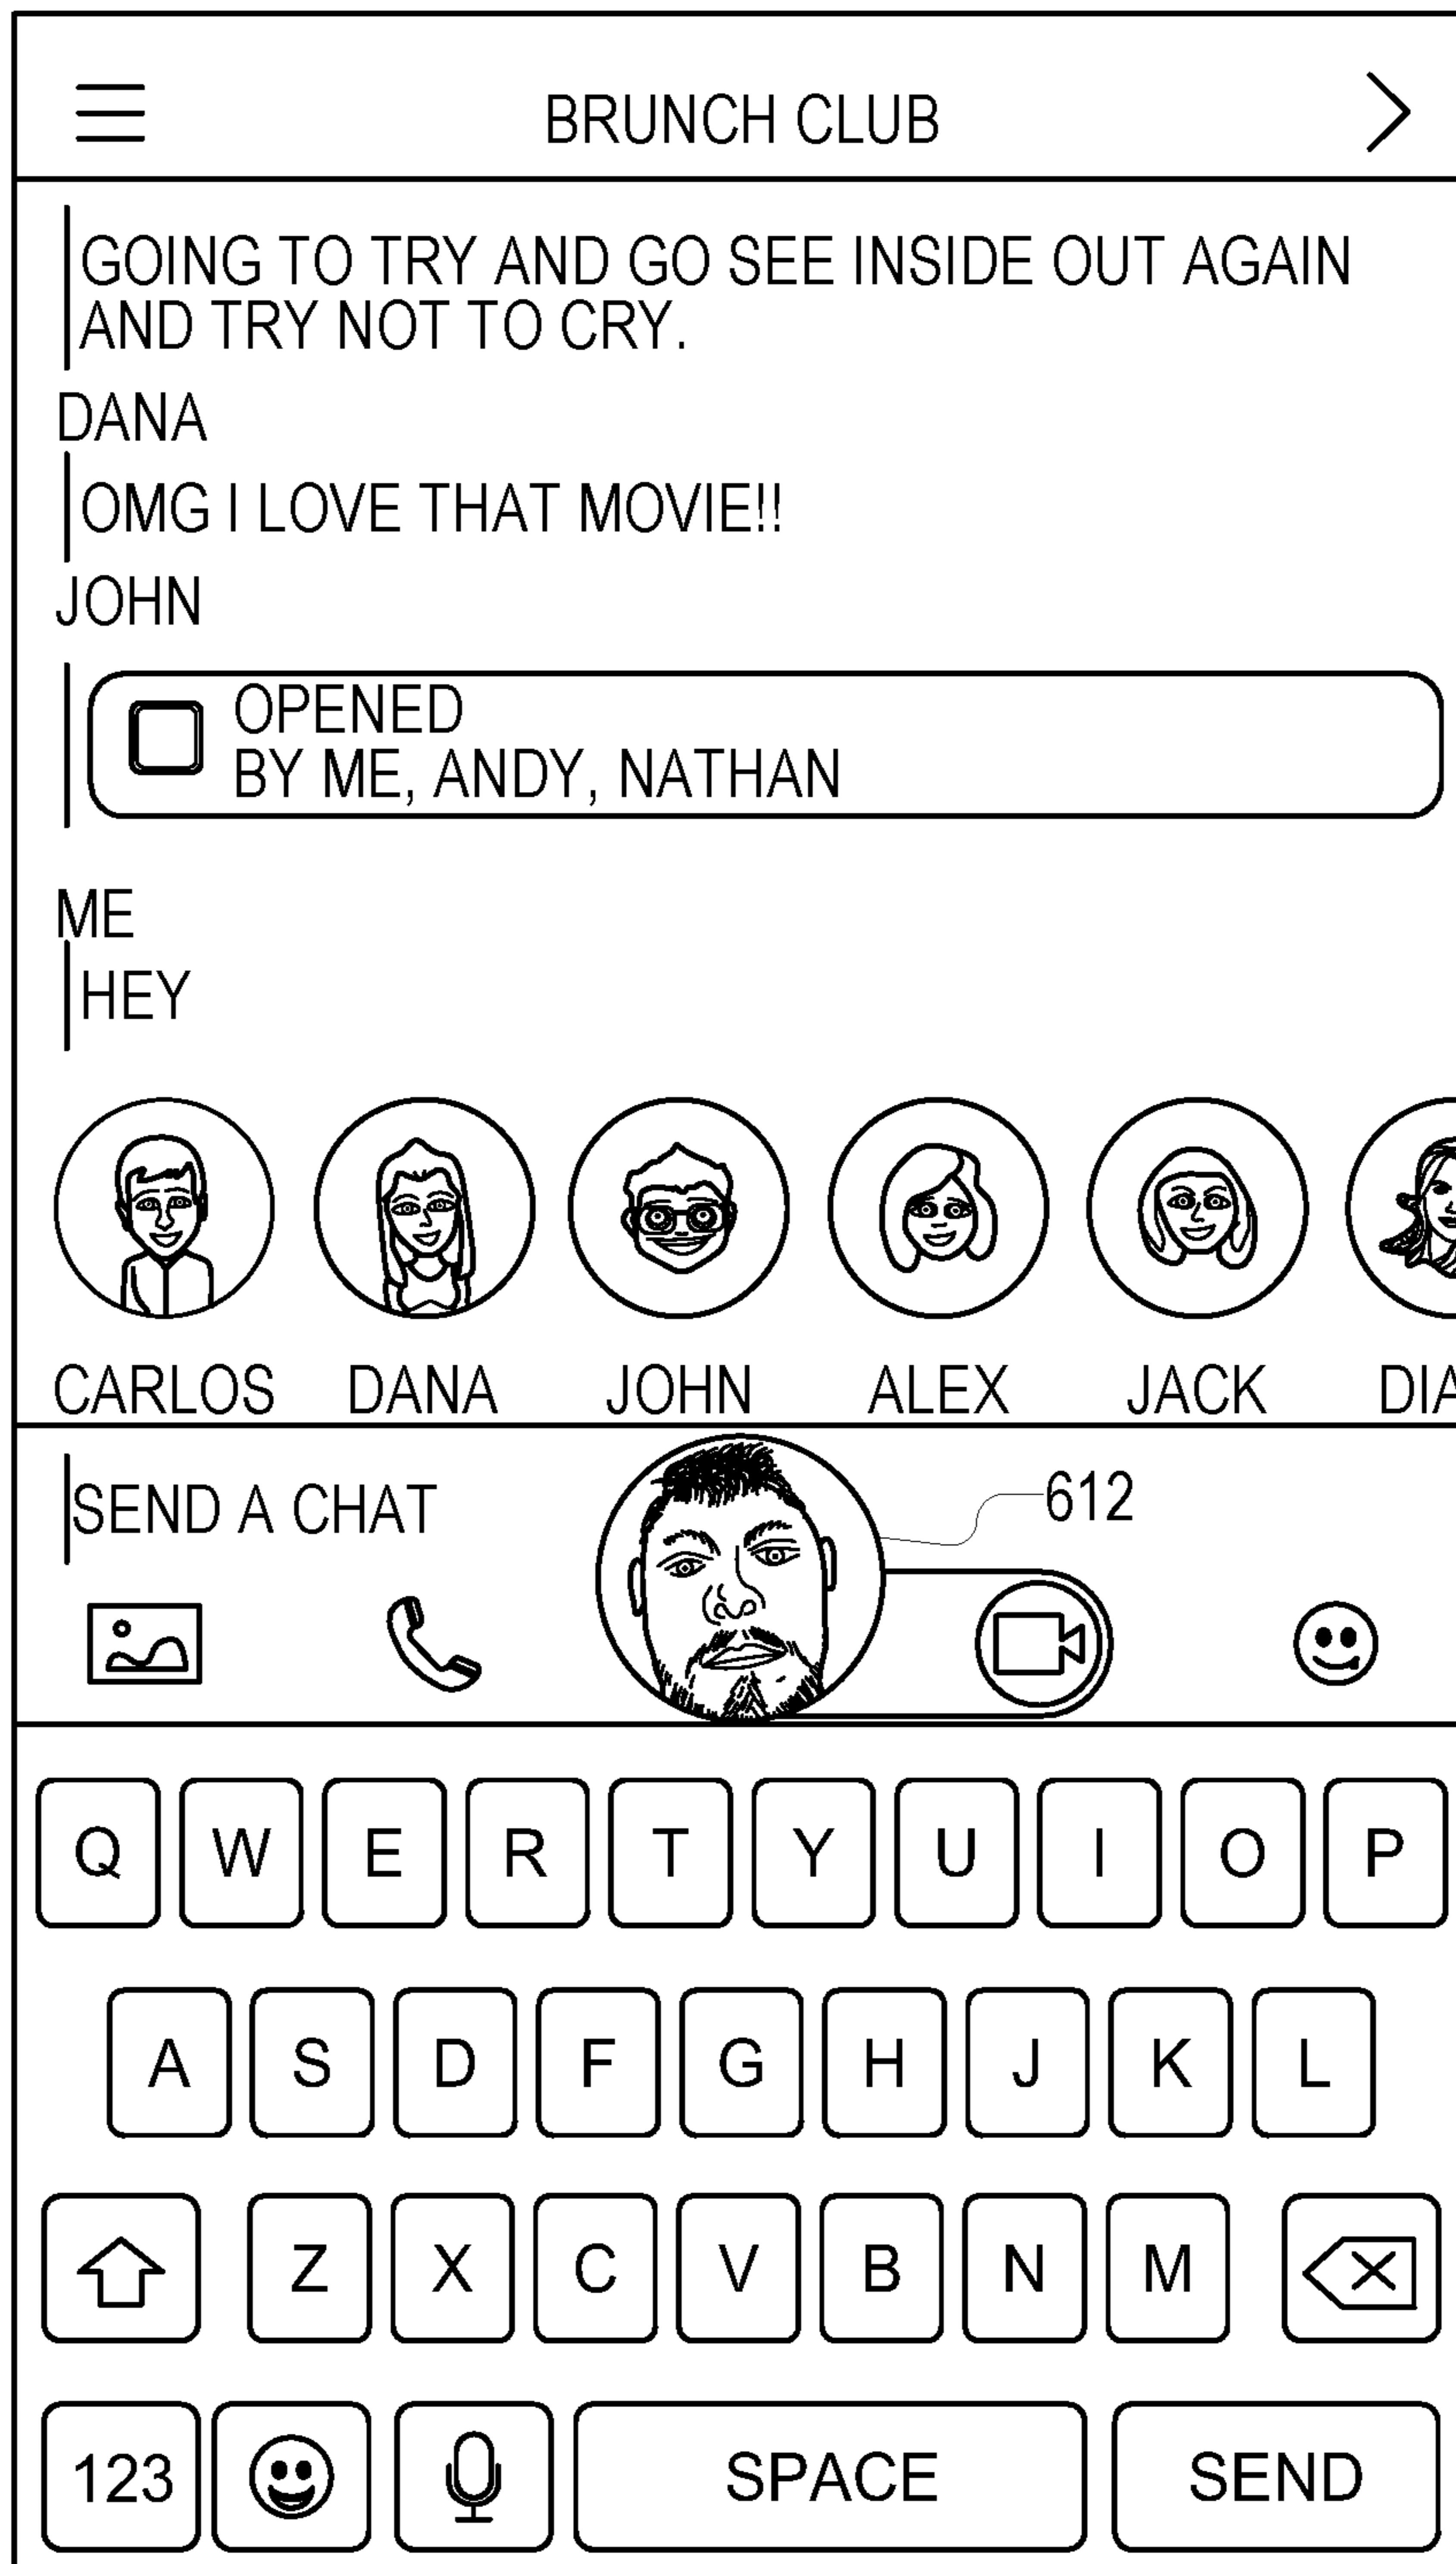 BRUNCH CLUB
GOING TO TRY AND GO SEE INSIDE OUT AGAIN
AND TRY NOT TO CRY.
DANA
OMG I LOVE THAT MOVIE!!
JOHN
OPENED
BY ME, ANDY, NATHAN
ME
HEY
CARLOS DANA JOHN ALEX JACK DIA
SEND A CHAT
612
Q W E R T Y U I O P
A S D F G H J K L
Z X C V B N M
123 SPACE SEND